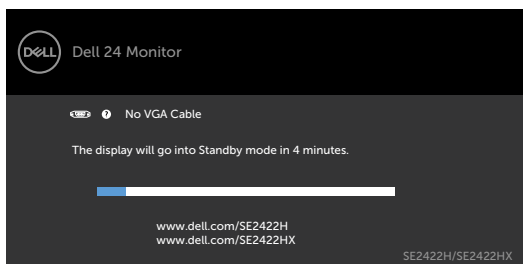 DELL Dell 24 Monitor
? No VGA Cable
The display will go into Standby mode in 4 minutes.
www.dell.com/SE2422H
www.dell.com/SE2422HX
SE2422H/SE2422HX